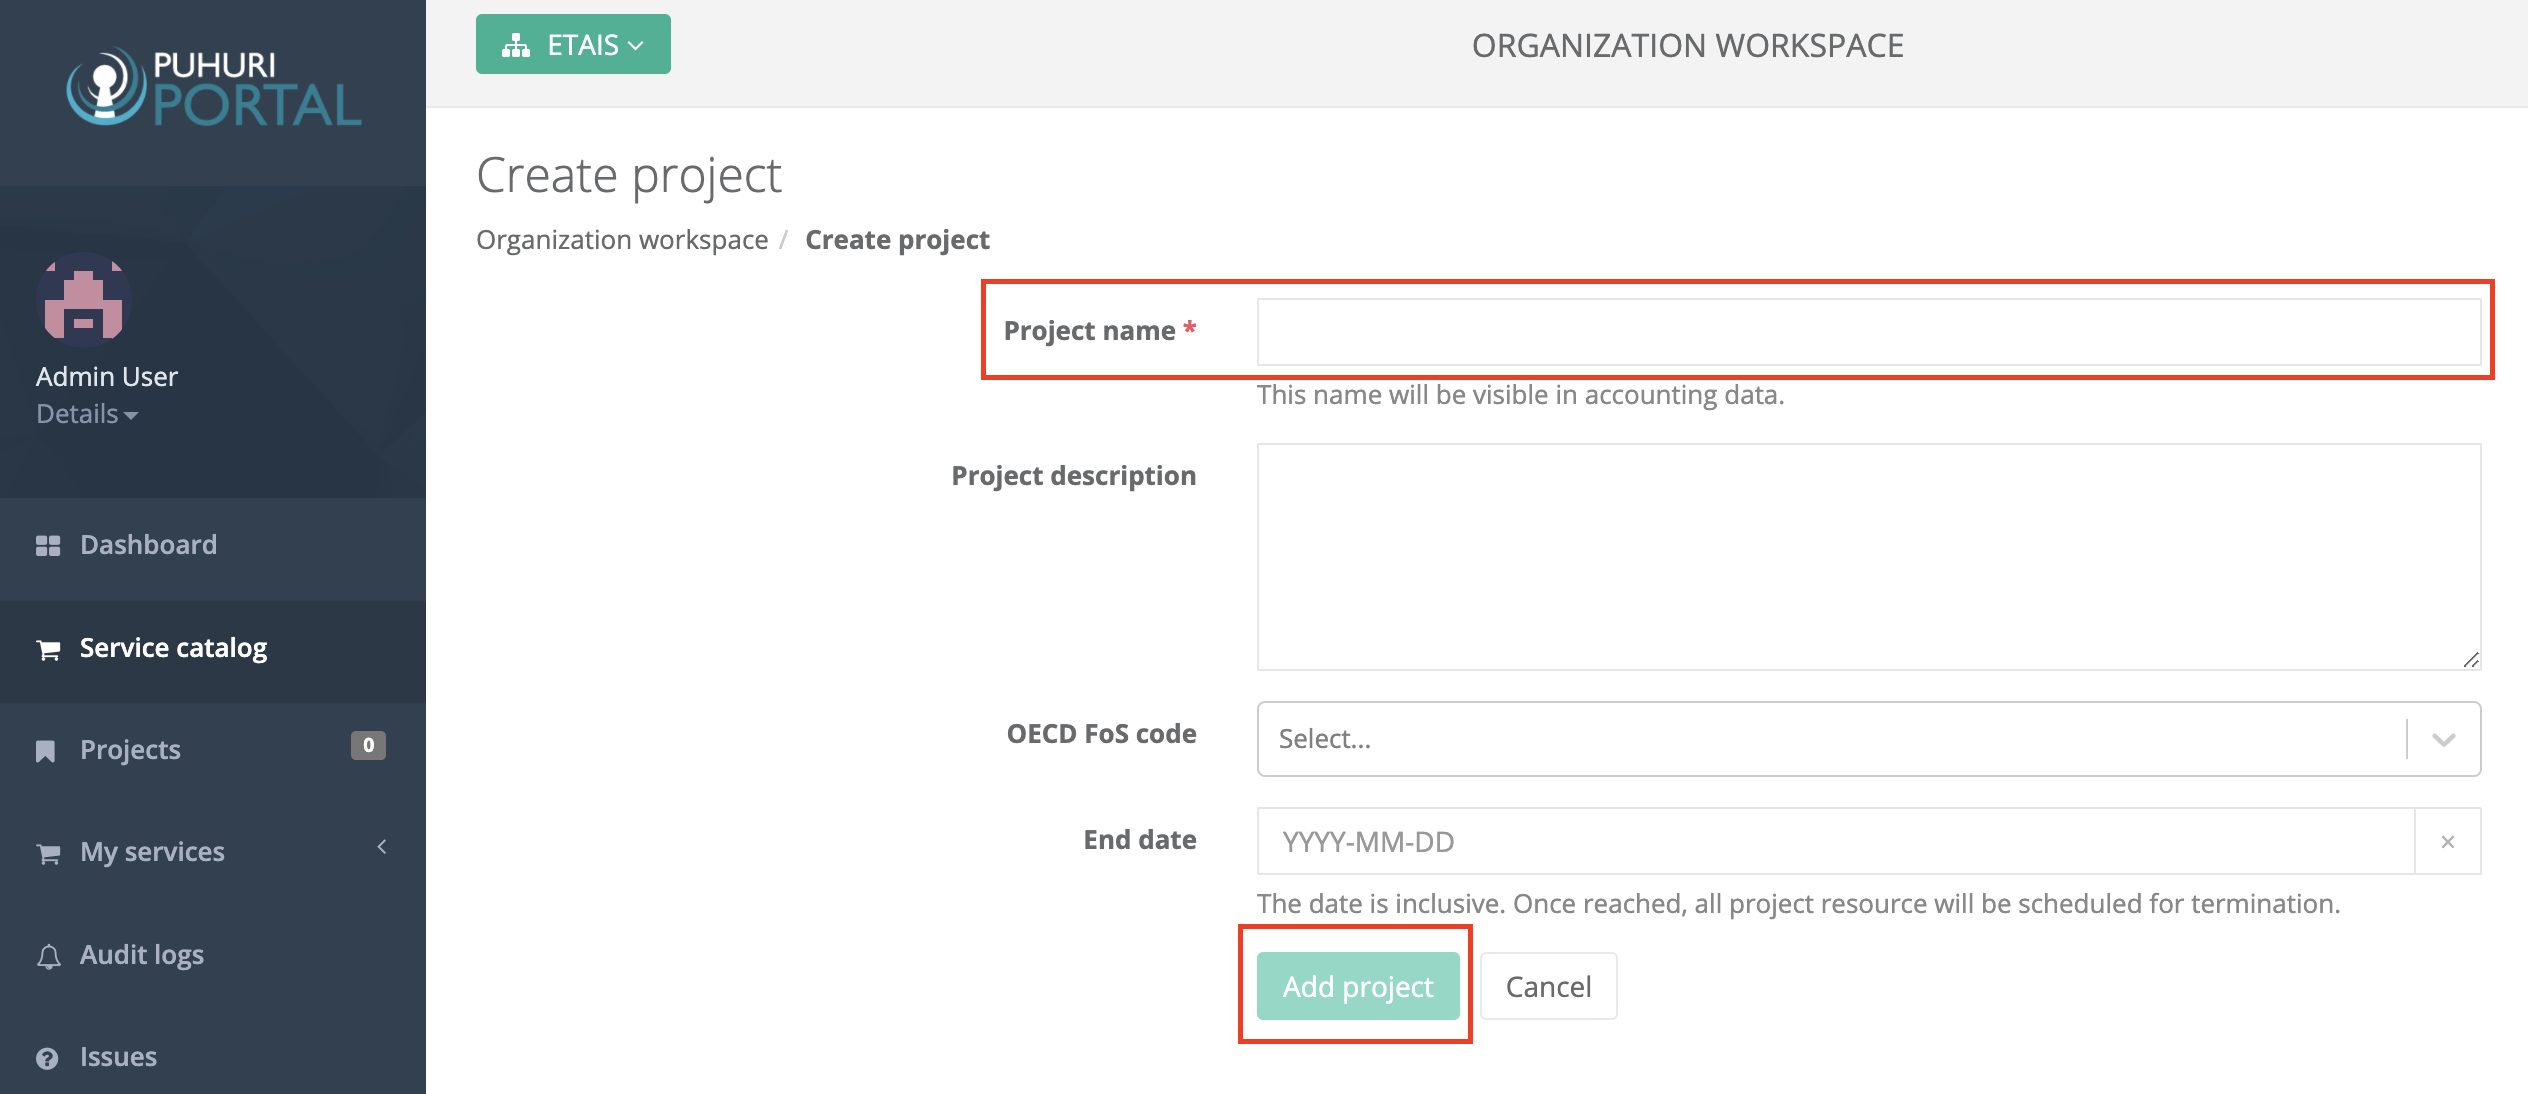 PUHURI
PORTAL
ETAIS
ORGANIZATION WORKSPACE
Admin User
Details
Dashboard
Service catalog
Projects 0
My services
Audit logs
Issues
Create project
Organization workspace / Create project
Project name *
This name will be visible in accounting data.
Project description
OECD FoS code
Select...
End date
YYYY-MM-DD
The date is inclusive. Once reached, all project resource will be scheduled for termination.
Add project
Cancel